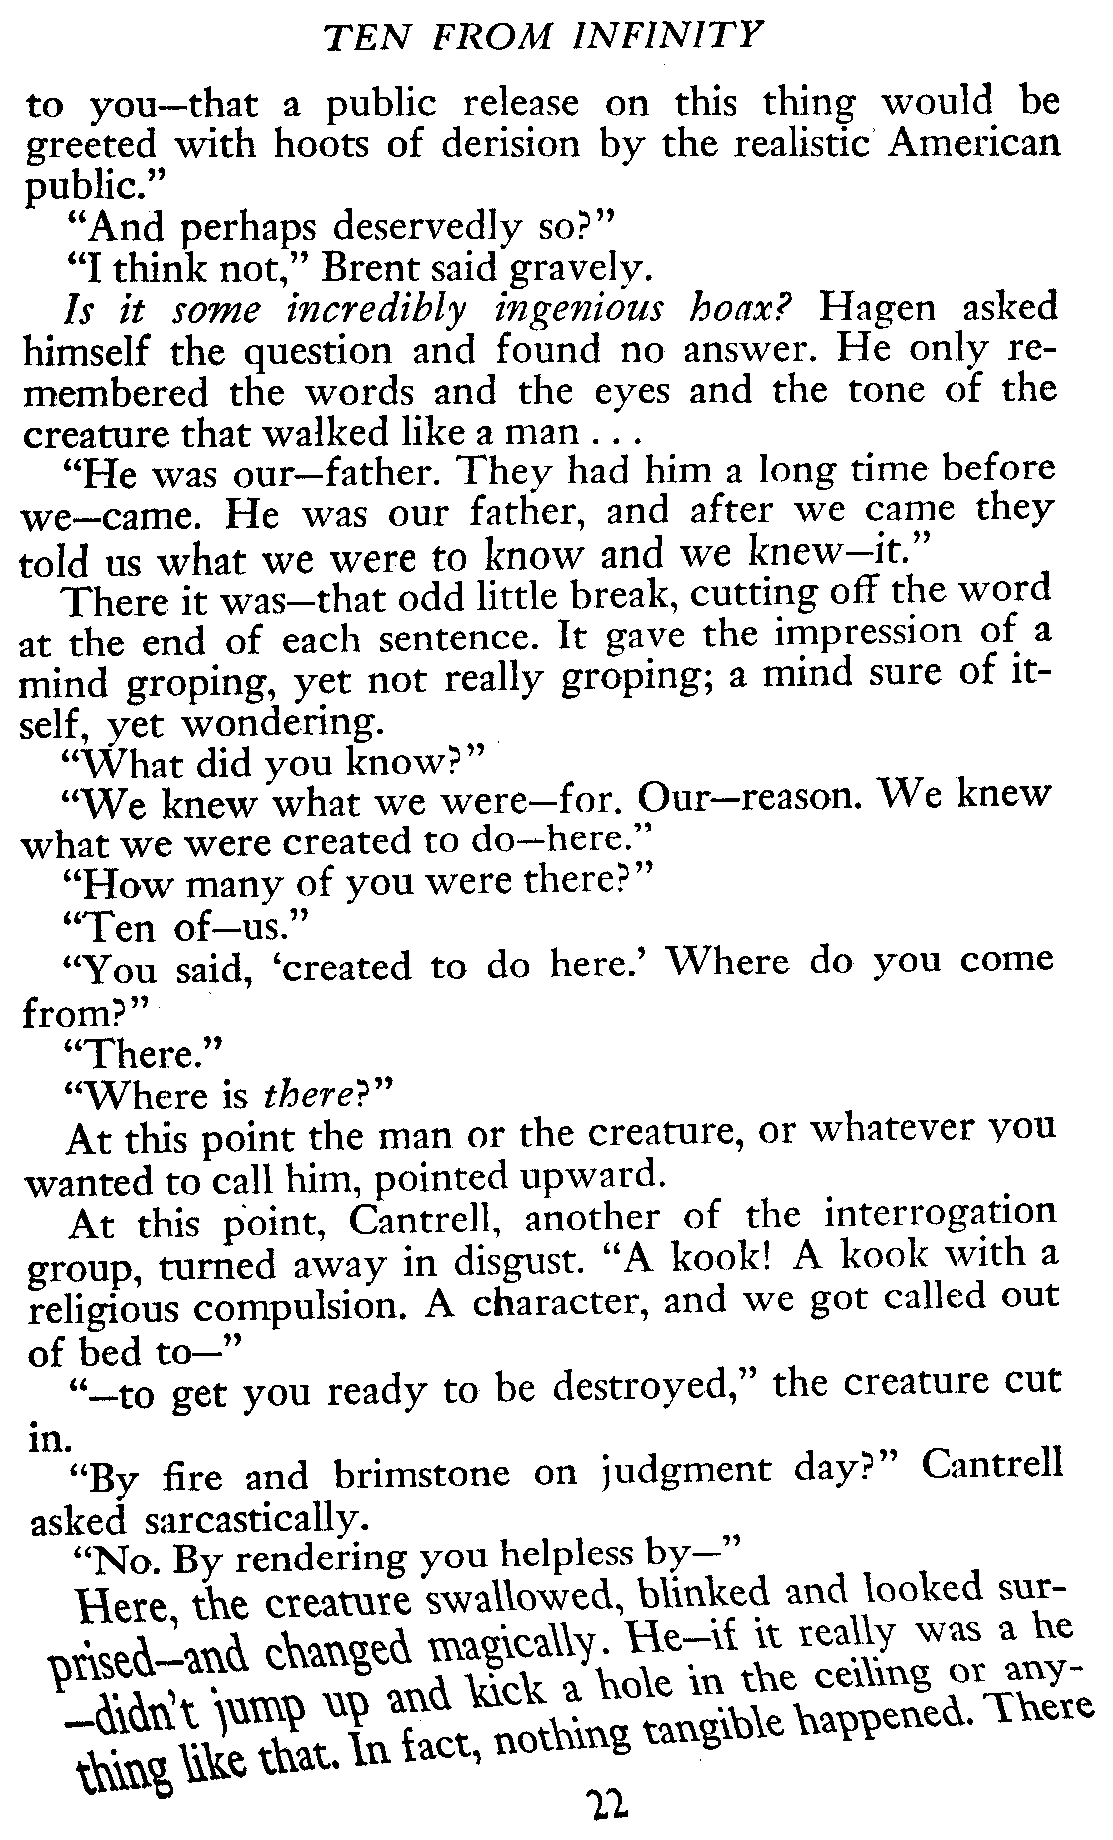 TEN FROM INFINITY
to you—that a public release on this thing would be
greeted with hoots of derision by the realistic American
public.”
“And perhaps deservedly so?”
“I think not,” Brent said gravely.
Is it some incredibly ingenious hoax? Hagen asked
himself the question and found no answer. He only re-
membered the words and the eyes and the tone of the
creature that walked like a man . . .
“He was our—father. They had him a long time before
we—came. He was our father, and after we came they
told us what we were to know and we knew—it.”
There it was—that odd little break, cutting off the word
at the end of each sentence. It gave the impression of a
mind groping, yet not really groping; a mind sure of it-
self, yet wondering.
“What did you know?”
“We knew what we were—for. Our—reason. We knew
what we were created to do—here.”
“How many of you were there?”
“Ten of—us.”
“You said, ‘created to do here.’ Where do you come
from?”
“There.”
“Where is there?”
At this point the man or the creature, or whatever you
wanted to call him, pointed upward.
At this point, Cantrell, another of the interrogation
group, turned away in disgust. “A kook! A kook with a
religious compulsion. A character, and we got called out
of bed to—”
“—to get you ready to be destroyed,” the creature cut
in.
“By fire and brimstone on judgment day?” Cantrell
asked sarcastically.
“No. By rendering you helpless by—”
Here, the creature swallowed, blinked and looked sur-
prised—and changed magically. He—if it really was a he
—didn’t jump up and kick a hole in the ceiling or any-
thing like that. In fact, nothing tangible happened. There
22